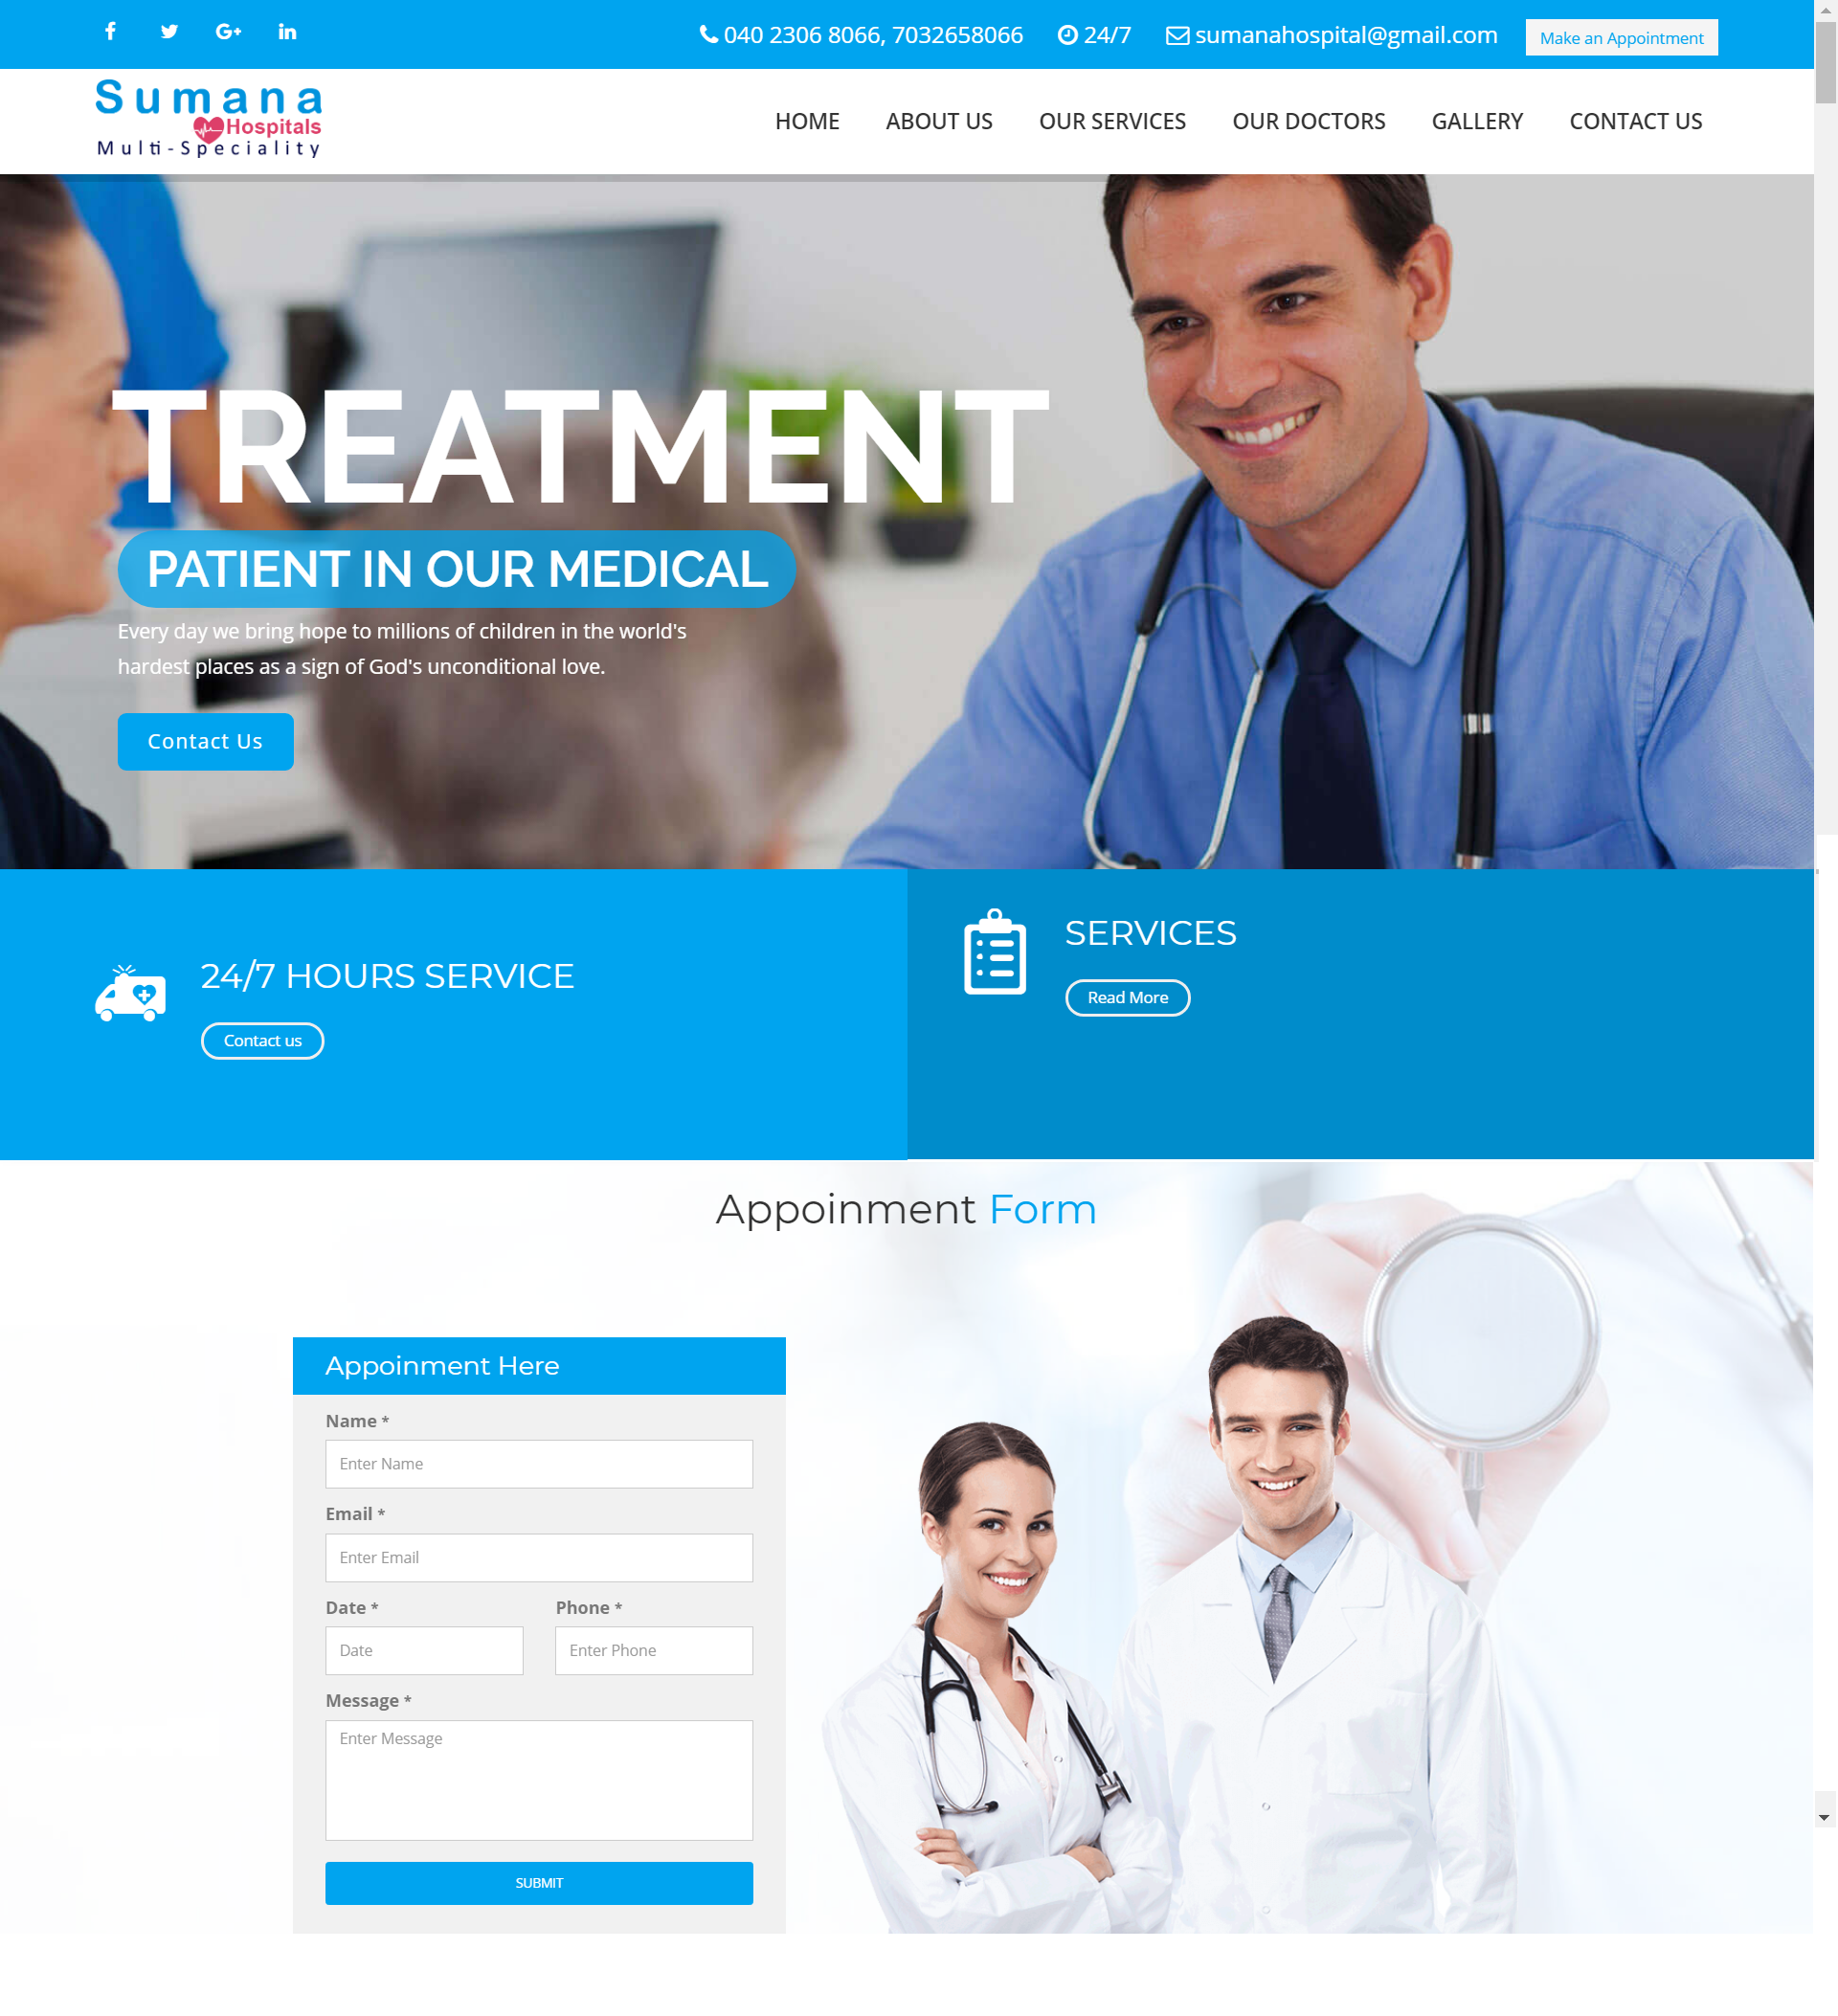 040 2306 8066, 7032658066 24/7 sumanahospital@gmail.com Make an Appointment
Sumana
Hospitals
Multi-Speciality
HOME ABOUT US OUR SERVICES OUR DOCTORS GALLERY CONTACT US
TREATMENT
PATIENT IN OUR MEDICAL
Every day we bring hope to millions of children in the world's
hardest places as a sign of God's unconditional love.
Contact Us
24/7 HOURS SERVICE
Contact us
SERVICES
Read More
Appoinment Form
Appoinment Here
Name *
Enter Name
Email *
Enter Email
Date * Phone *
Date Enter Phone
Message *
Enter Message
SUBMIT